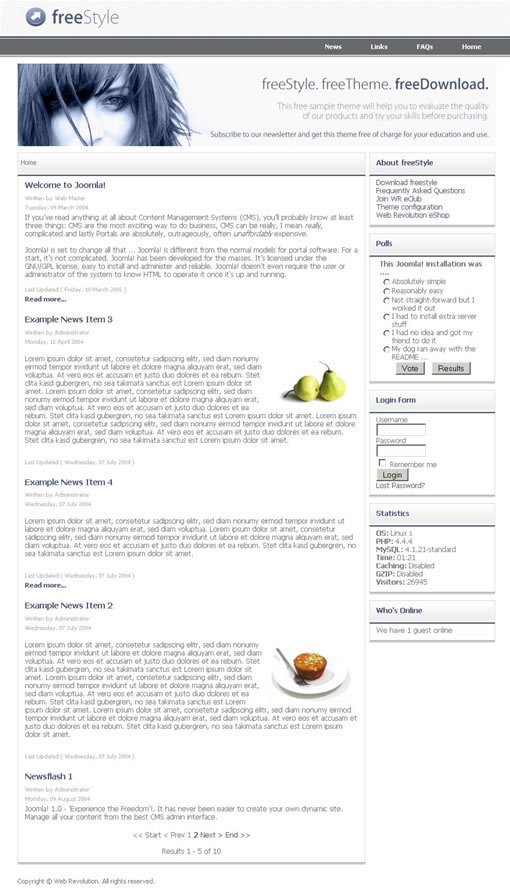 freeStyle
News Links FAQs Home
freeStyle. freeTheme. freeDownload.
This free sample theme will help you to evaluate the quality
of our products and try your skills before purchasing.
Subscribe to our newsletter and get this theme free of charge for your education and use.
Home
Welcome to Joomla!
Written by Web Master
Tuesday, 09 March 2004
If you've read anything at all about Content Management Systems (CMS), you'll probably know at least
three things: CMS are the most exciting way to do business, CMS can be really, I mean really,
complicated and lastly Portals are absolutely, outrageously, often unaffordably expensive.
Joomla! is set to change all that ... Joomla! is different from the normal models for portal software. For a
start, it's not complicated. Joomla! has been developed for the masses. It's licensed under the
GNU/GPL license, easy to install and administer and reliable. Joomla! doesn't even require the user or
administrator of the system to know HTML to operate it once it's up and running.
Last Updated ( Friday, 10 March 2006 )
Read more...
Example News Item 3
Written by Administrator
Monday, 12 April 2004
Lorem ipsum dolor sit amet, consetetur sadipscing elitr, sed diam nonumy
eirmod tempor invidunt ut labore et dolore magna aliquyam erat, sed diam
voluptua. At vero eos et accusam et justo duo dolores et ea rebum. Stet
clita kasd gubergren, no sea takimata sanctus est Lorem ipsum dolor sit
amet. Lorem ipsum dolor sit amet, consetetur sadipscing elitr, sed diam
nonumy eirmod tempor invidunt ut labore et dolore magna aliquyam erat,
sed diam voluptua. At vero eos et accusam et justo duo dolores et ea
rebum. Stet clita kasd gubergren, no sea takimata sanctus est Lorem ipsum dolor sit amet. Lorem ipsum
dolor sit amet, consetetur sadipscing elitr, sed diam nonumy eirmod tempor invidunt ut labore et dolore
magna aliquyam erat, sed diam voluptua. At vero eos et accusam et justo duo dolores et ea rebum. Stet
clita kasd gubergren, no sea takimata sanctus est Lorem ipsum dolor sit amet.
Last Updated ( Wednesday, 07 July 2004 )
Example News Item 4
Written by Administrator
Wednesday, 07 July 2004
Lorem ipsum dolor sit amet, consetetur sadipscing elitr, sed diam nonumy eirmod tempor invidunt ut
labore et dolore magna aliquyam erat, sed diam voluptua. At vero eos et accusam et justo duo dolores et
ea rebum. Stet clita kasd gubergren, no sea takimata sanctus est Lorem ipsum dolor sit amet. Lorem
ipsum dolor sit amet, consetetur sadipscing elitr, sed diam nonumy eirmod tempor invidunt ut labore et
dolore magna aliquyam erat, sed diam voluptua. At vero eos et accusam et justo duo dolores et ea
rebum. Stet clita kasd gubergren, no sea takimata sanctus est Lorem ipsum dolor sit amet.
Last Updated ( Wednesday, 07 July 2004 )
Read more...
Example News Item 2
Written by Administrator
Wednesday, 07 July 2004
Lorem ipsum dolor sit amet, consetetur sadipscing elitr, sed diam nonumy
eirmod tempor invidunt ut labore et dolore magna aliquyam erat, sed diam
voluptua. At vero eos et accusam et justo duo dolores et ea rebum. Stet
clita kasd gubergren, no sea takimata sanctus est Lorem ipsum dolor sit
amet. Lorem ipsum dolor sit amet, consetetur sadipscing elitr, sed diam
nonumy eirmod tempor invidunt ut labore et dolore magna aliquyam erat,
sed diam voluptua. At vero eos et accusam et justo duo dolores et ea
rebum. Stet clita kasd gubergren, no sea takimata sanctus est Lorem
ipsum dolor sit amet. Lorem ipsum dolor sit amet, consetetur sadipscing elitr, sed diam nonumy eirmod
tempor invidunt ut labore et dolore magna aliquyam erat, sed diam voluptua. At vero eos et accusam et
justo duo dolores et ea rebum. Stet clita kasd gubergren, no sea takimata sanctus est Lorem ipsum
dolor sit amet.
Last Updated ( Wednesday, 07 July 2004 )
Newsflash 1
Written by Administrator
Monday, 09 August 2004
Joomla! 1.0 - 'Experience the Freedom'!. It has never been easier to create your own dynamic site.
Manage all your content from the best CMS admin interface.
<< Start < Prev 1 2 Next > End >>
Results 1 - 5 of 10
About freeStyle
Download freestyle
Frequently Asked Questions
Join WR eClub
Theme configuration
Web Revolution eShop
Polls
This Joomla! installation was
....
Absolutely simple
Reasonably easy
Not straight-forward but I
worked it out
I had to install extra server
stuff
I had no idea and got my
friend to do it
My dog ran away with the
README ...
Vote Results
Login Form
Username
Password
Remember me
Login
Lost Password?
Statistics
OS: Linux s
PHP: 4.4.4
MySQL: 4.1.21-standard
Time: 01:21
Caching: Disabled
GZIP: Disabled
Visitors: 26945
Who's Online
We have 1 guest online
Copyright © Web Revolution. All rights reserved.